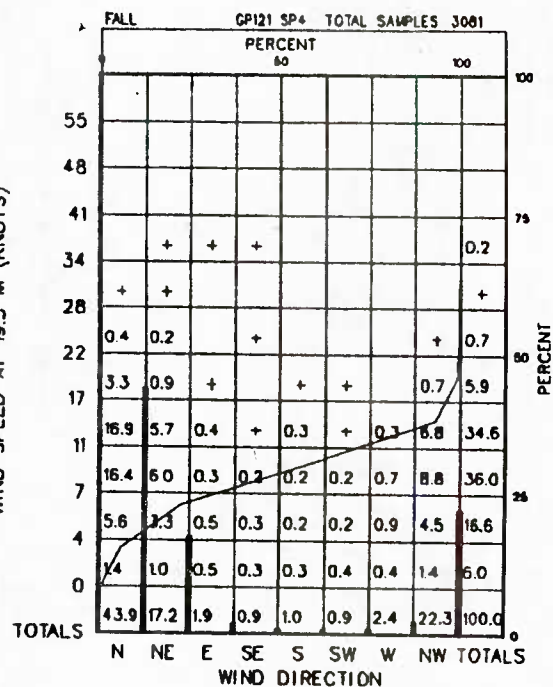 FALL GP121 SP4 TOTAL SAMPLES 3081
PERCENT
50 100
100
55
48
41
75
34 + + + 0.2
28 + + +
22 0.4 0.2 + + 0.7
50
17 3.3 0.9 + + + 0.7 5.9
11 16.9 5.7 0.4 + 0.3 + 0.3 6.8 34.6
7 16.4 6.0 0.3 0.2 0.2 0.2 0.7 8.8 36.0
25
4 5.6 3.3 0.5 0.3 0.2 0.2 0.9 4.5 16.6
0 1.4 1.0 0.5 0.3 0.3 0.4 0.4 1.4 6.0
TOTALS 43.9 17.2 1.9 0.9 1.0 0.9 2.4 22.3 100.0
0
N NE E SE S SW W NW TOTALS
WIND DIRECTION
WIND SPEED AT 19.5 M (KNOTS)
PERCENT